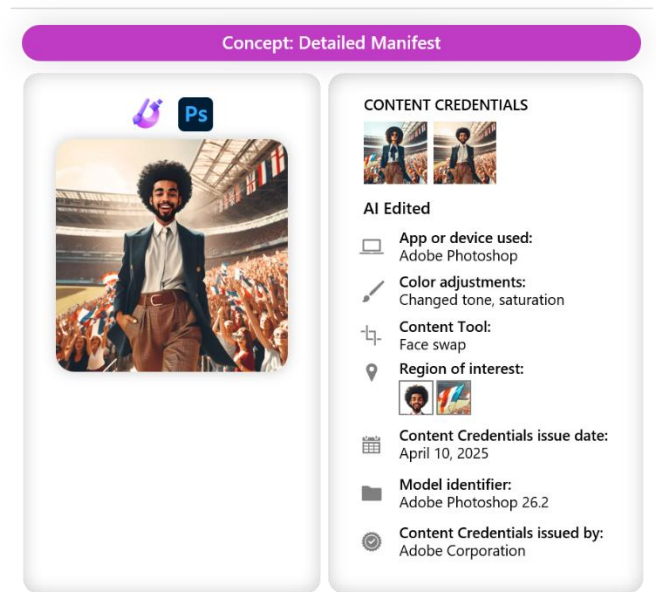 Concept: Detailed Manifest
Ps
CONTENT CREDENTIALS
AI Edited
App or device used:
Adobe Photoshop
Color adjustments:
Changed tone, saturation
Content Tool:
Face swap
Region of interest:
Content Credentials issue date:
April 10, 2025
Model identifier:
Adobe Photoshop 26.2
Content Credentials issued by:
Adobe Corporation